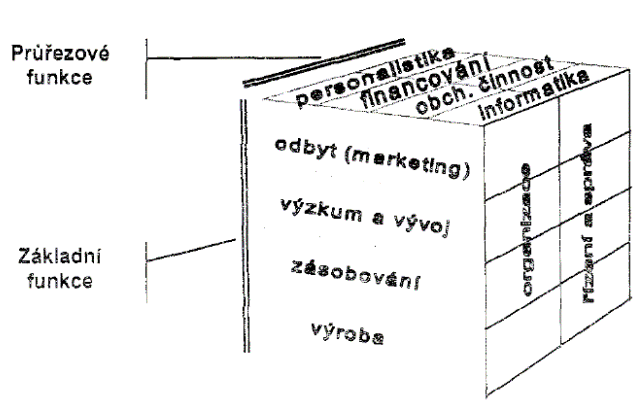 Průřezové
funkce
personalistika
financování
obch. činnost
informatika
odbyt (marketing)
výzkum a vývoj
zásobování
výroba
Základní
funkce
organizace
řízení a správa